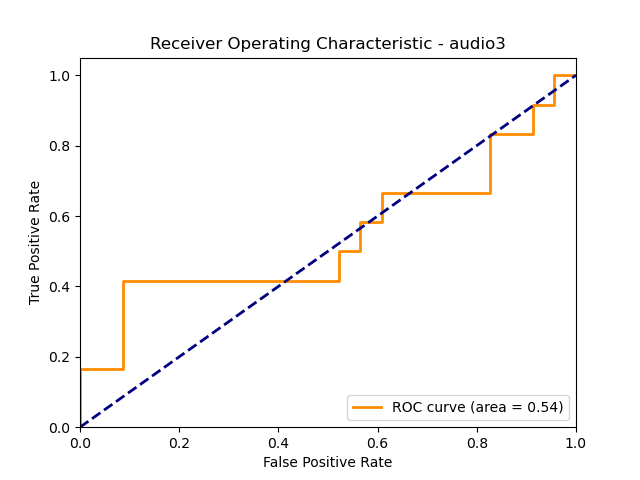 Receiver Operating Characteristic - audio3
1.0
0.8
0.6
0.4
0.2
0.0
True Positive Rate
ROC curve (area = 0.54)
0.0 0.2 0.4 0.6 0.8 1.0
False Positive Rate